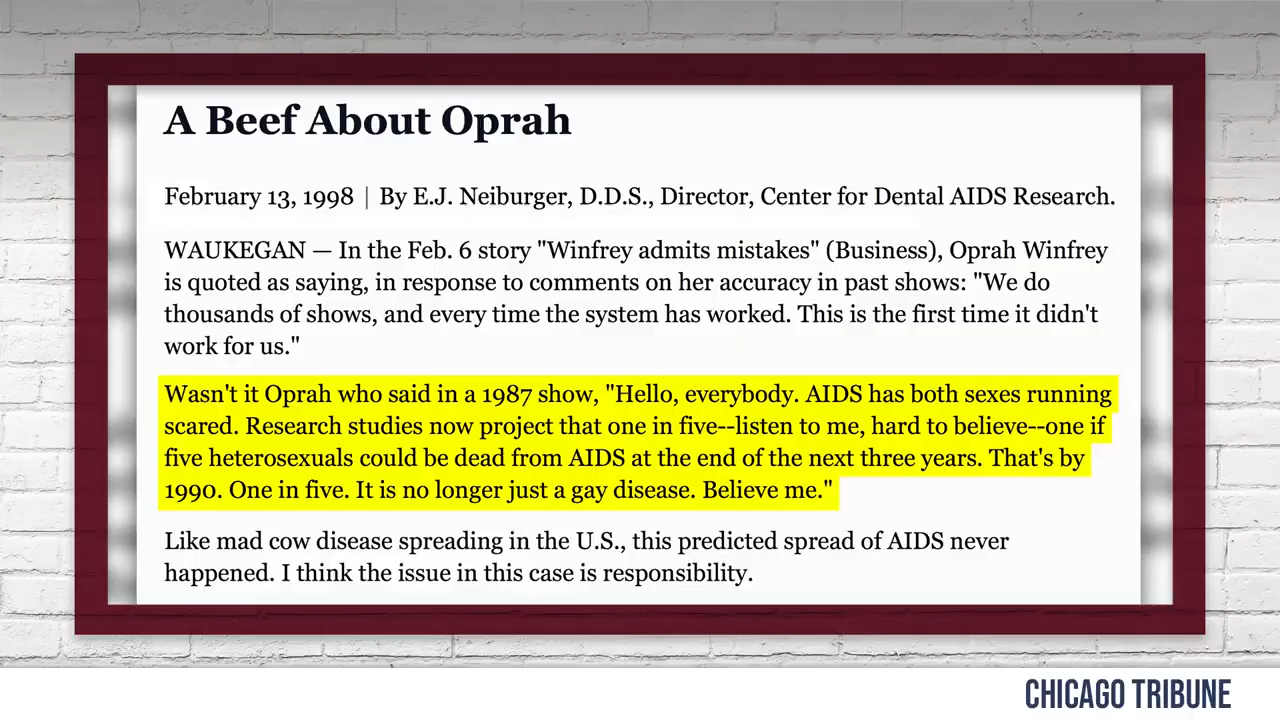 A Beef About Oprah
February 13, 1998 | By E.J. Neiburger, D.D.S., Director, Center for Dental AIDS Research.
WAUKEGAN — In the Feb. 6 story "Winfrey admits mistakes" (Business), Oprah Winfrey
is quoted as saying, in response to comments on her accuracy in past shows: "We do
thousands of shows, and every time the system has worked. This is the first time it didn't
work for us."
Wasn't it Oprah who said in a 1987 show, "Hello, everybody. AIDS has both sexes running
scared. Research studies now project that one in five--listen to me, hard to believe--one if
five heterosexuals could be dead from AIDS at the end of the next three years. That's by
1990. One in five. It is no longer just a gay disease. Believe me."
Like mad cow disease spreading in the U.S., this predicted spread of AIDS never
happened. I think the issue in this case is responsibility.
CHICAGO TRIBUNE